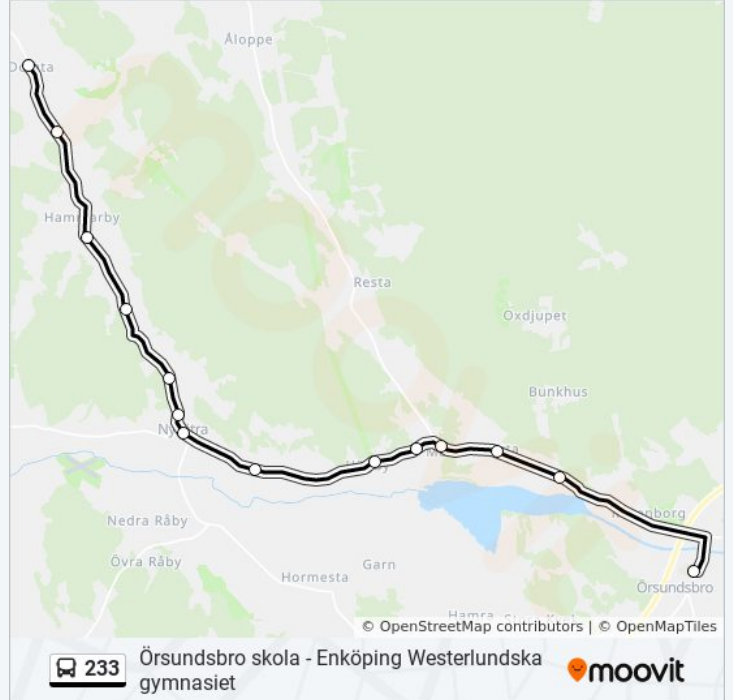 Åloppe
Resta
Oxdjupet
Bunkhus
Nedra Råby
Övra Råby
Hormesta
Garn
Örsundsbro
© OpenStreetMap contributors | © OpenMapTiles
233
Örsundsbro skola - Enköping Westerlundska
gymnasiet
moovit